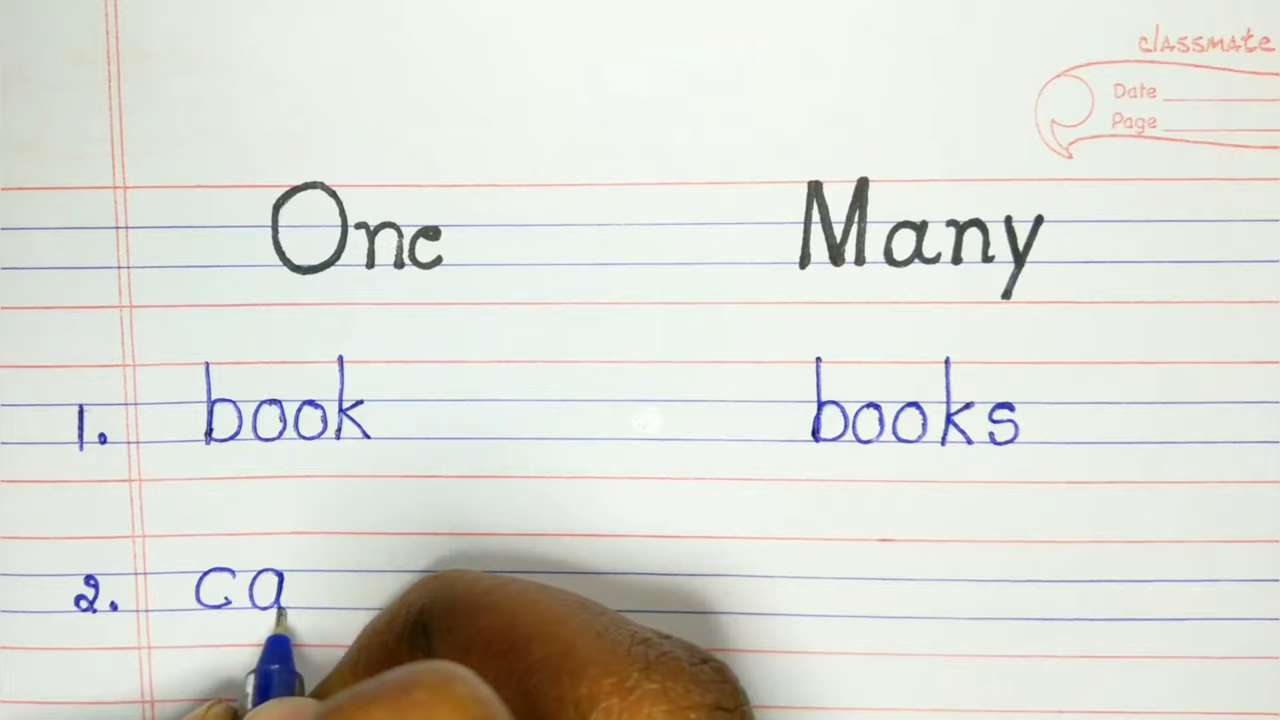 classmate
Date
Page
One Many
1. book books
2. ca